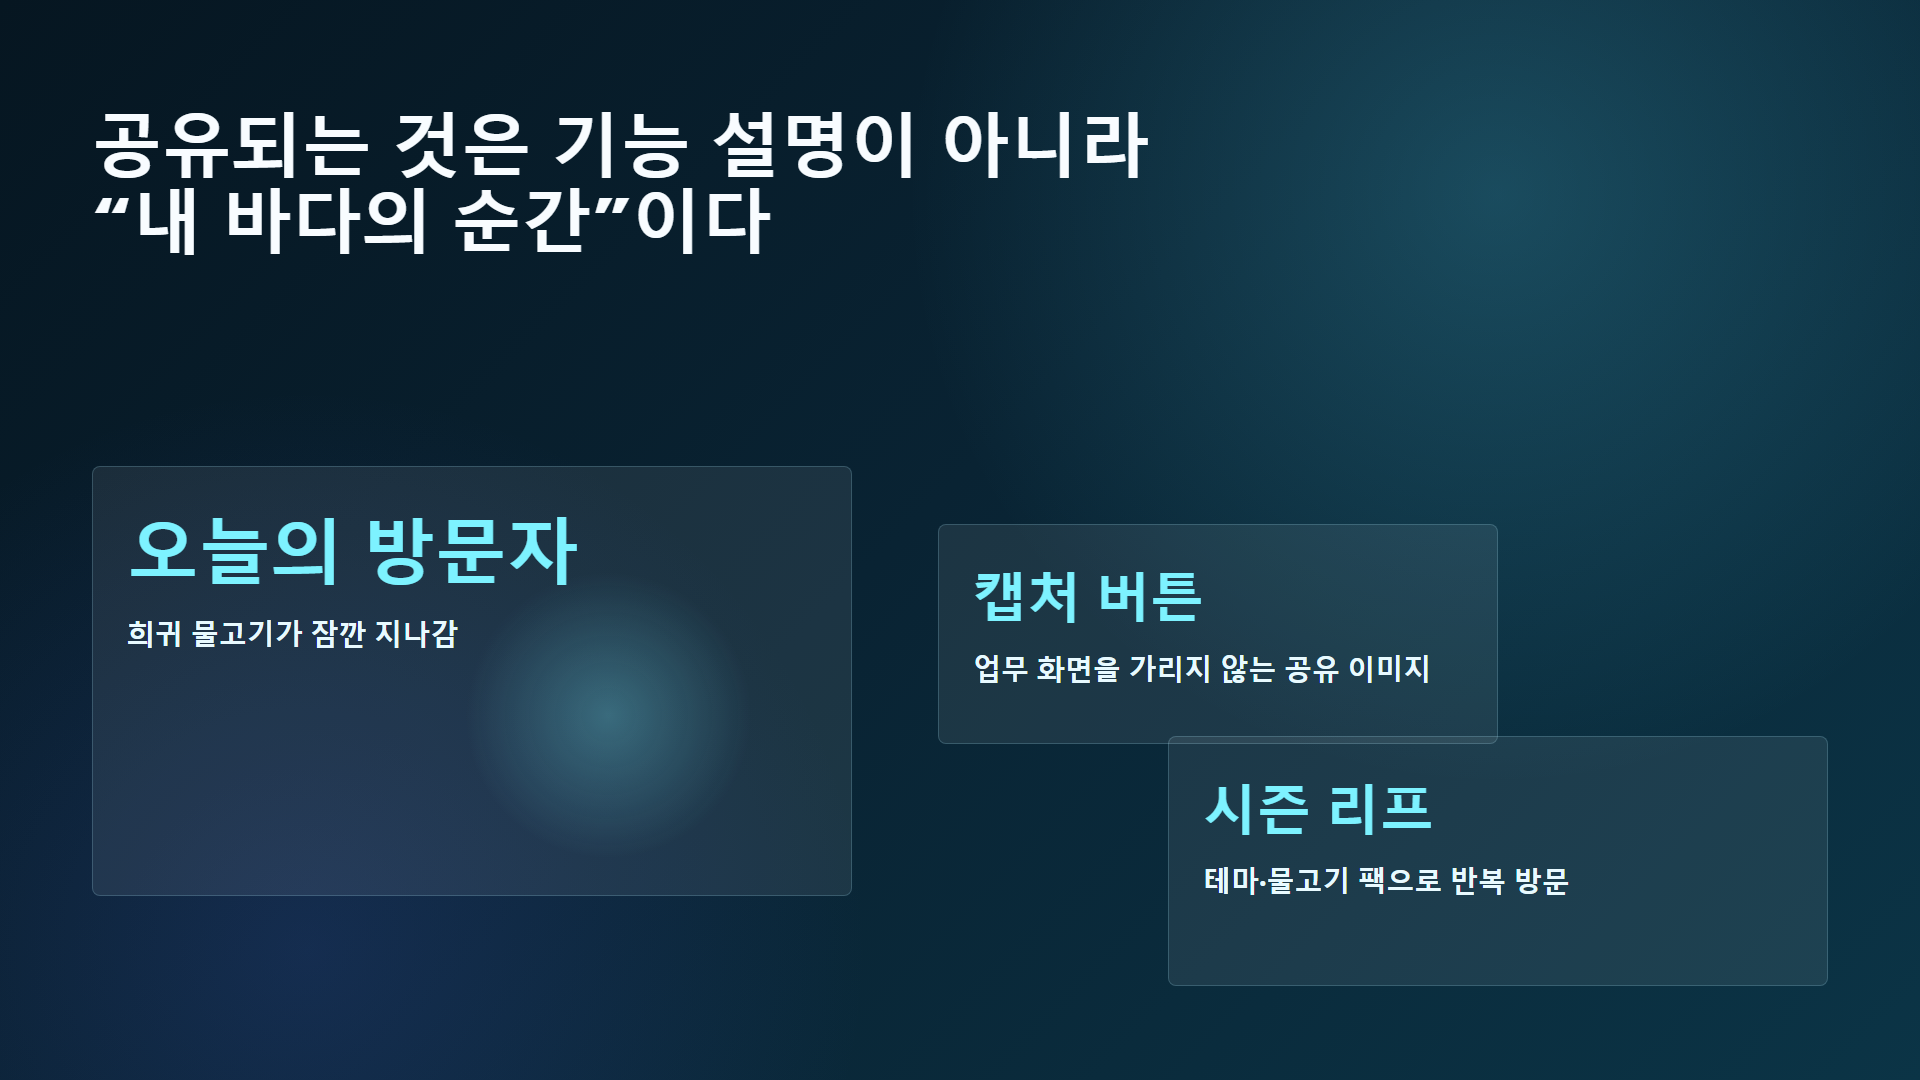 공유되는 것은 기능 설명이 아니라
“내 바다의 순간”이다
오늘의 방문자
희귀 물고기가 잠깐 지나감
캡처 버튼
업무 화면을 가리지 않는 공유 이미지
시즌 리프
테마·물고기 팩으로 반복 방문